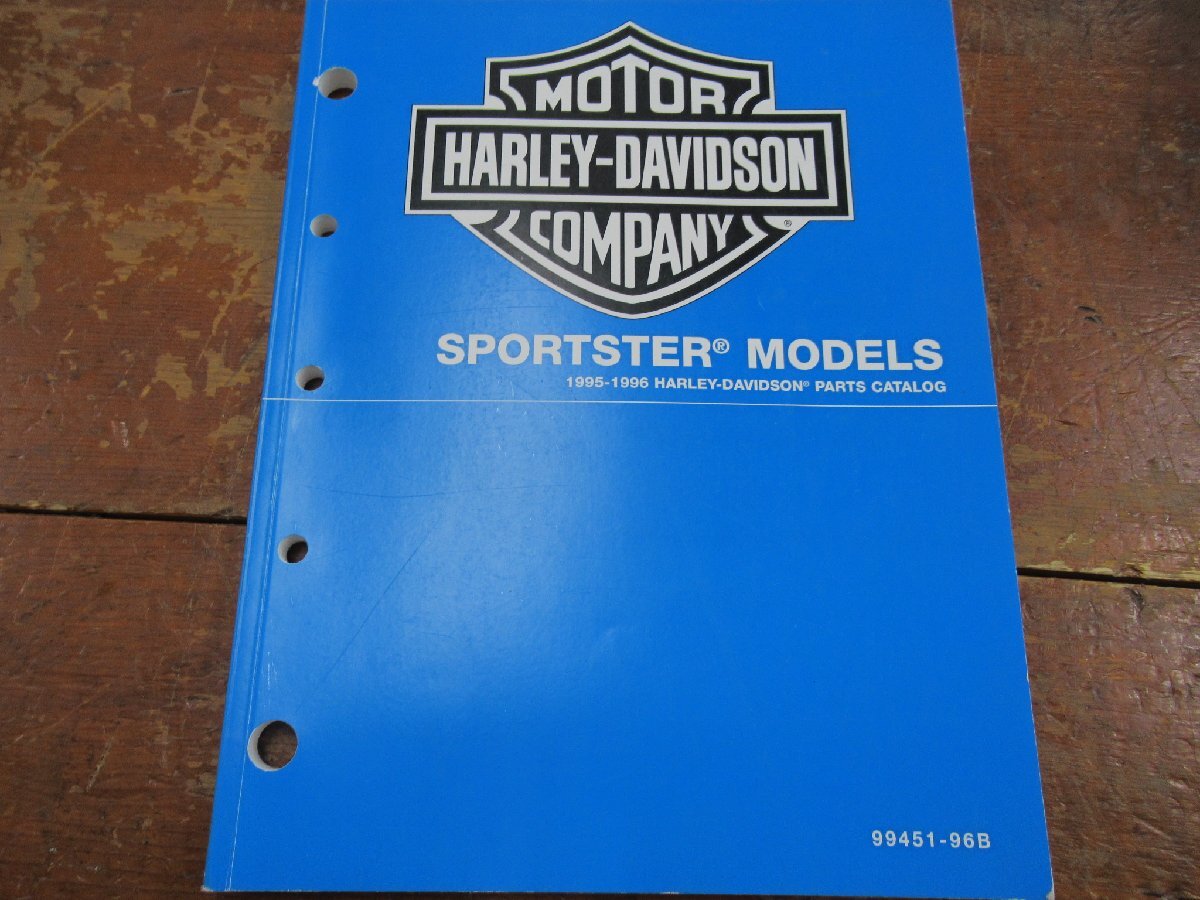 MOTOR
HARLEY-DAVIDSON
COMPANY®
SPORTSTER® MODELS
1995-1996 HARLEY-DAVIDSON® PARTS CATALOG
99451-96B